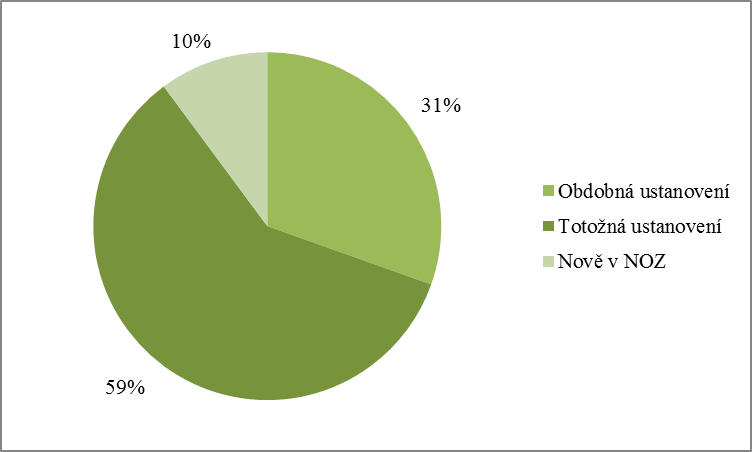 10%
31%
59%
Obdobná ustanovení
Totožná ustanovení
Nově v NOZ